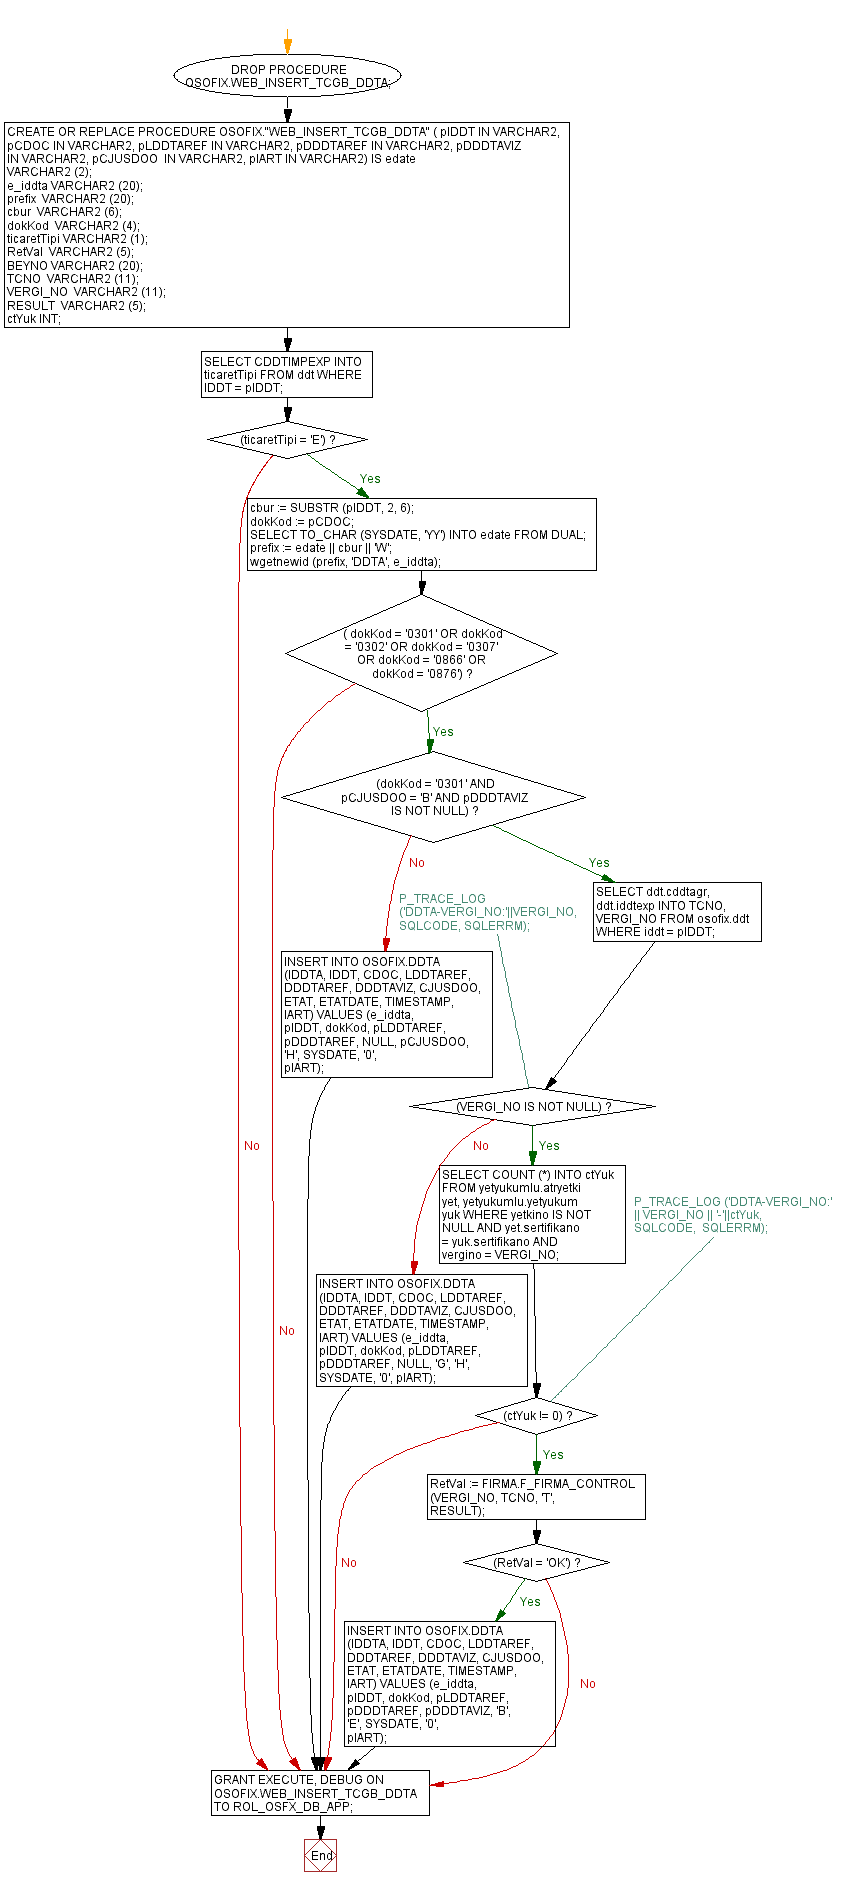 DROP PROCEDURE
OSOFIX.WEB_INSERT_TCGB_DDTA;
CREATE OR REPLACE PROCEDURE OSOFIX."WEB_INSERT_TCGB_DDTA" ( pIDDT IN VARCHAR2,
pCDOC IN VARCHAR2, pLDDTAREF IN VARCHAR2, pDDDTAREF IN VARCHAR2, pDDDTAVIZ
IN VARCHAR2, pCJUSDOO IN VARCHAR2, pIART IN VARCHAR2) IS edate
VARCHAR2 (2);
e_iddta VARCHAR2 (20);
prefix VARCHAR2 (20);
cbur VARCHAR2 (6);
dokKod VARCHAR2 (4);
ticaretTipi VARCHAR2 (1);
RetVal VARCHAR2 (5);
BEYNO VARCHAR2 (20);
TCNO VARCHAR2 (11);
VERGI_NO VARCHAR2 (11);
RESULT VARCHAR2 (5);
ctYuk INT;
SELECT CDDTIMPEXP INTO
ticaretTipi FROM ddt WHERE
IDDT = pIDDT;
(ticaretTipi = 'E') ?
Yes
cbur := SUBSTR (pIDDT, 2, 6);
dokKod := pCDOC;
SELECT TO_CHAR (SYSDATE, 'YY') INTO edate FROM DUAL;
prefix := edate || cbur || 'W';
wgetnewid (prefix, 'DDTA', e_iddta);
( dokKod = '0301' OR dokKod
= '0302' OR dokKod = '0307'
OR dokKod = '0866' OR
dokKod = '0876') ?
Yes
(dokKod = '0301' AND
pCJUSDOO = 'B' AND pDDDTAVIZ
IS NOT NULL) ?
No
Yes
SELECT ddt.cddtagr,
ddt.iddtexp INTO TCNO,
VERGI_NO FROM osofix.ddt
WHERE iddt = pIDDT;
P_TRACE_LOG
('DDTA-VERGI_NO:'||VERGI_NO,
SQLCODE, SQLERRM);
INSERT INTO OSOFIX.DDTA
(IDDTA, IDDT, CDOC, LDDTAREF,
DDDTAREF, DDDTAVIZ, CJUSDOO,
ETAT, ETATDATE, TIMESTAMP,
IART) VALUES (e_iddta,
pIDDT, dokKod, pLDDTAREF,
pDDDTAREF, NULL, pCJUSDOO,
'H', SYSDATE, '0',
pIART);
(VERGI_NO IS NOT NULL) ?
No
No
Yes
SELECT COUNT (*) INTO ctYuk
FROM yetyukumlu.atryetki
yet, yetyukumlu.yetyukum
yuk WHERE yetkino IS NOT
NULL AND yet.sertifikano
= yuk.sertifikano AND
vergino = VERGI_NO;
P_TRACE_LOG ('DDTA-VERGI_NO:'
|| VERGI_NO || '-'||ctYuk,
SQLCODE, SQLERRM);
INSERT INTO OSOFIX.DDTA
(IDDTA, IDDT, CDOC, LDDTAREF,
DDDTAREF, DDDTAVIZ, CJUSDOO,
ETAT, ETATDATE, TIMESTAMP,
IART) VALUES (e_iddta,
pIDDT, dokKod, pLDDTAREF,
pDDDTAREF, NULL, 'G', 'H',
SYSDATE, '0', pIART);
No
(ctYuk != 0) ?
Yes
RetVal := FIRMA.F_FIRMA_CONTROL
(VERGI_NO, TCNO, 'T',
RESULT);
No
(RetVal = 'OK') ?
Yes
INSERT INTO OSOFIX.DDTA
(IDDTA, IDDT, CDOC, LDDTAREF,
DDDTAREF, DDDTAVIZ, CJUSDOO,
ETAT, ETATDATE, TIMESTAMP,
IART) VALUES (e_iddta,
pIDDT, dokKod, pLDDTAREF,
pDDDTAREF, pDDDTAVIZ, 'B',
'E', SYSDATE, '0',
pIART);
No
GRANT EXECUTE, DEBUG ON
OSOFIX.WEB_INSERT_TCGB_DDTA
TO ROL_OSFX_DB_APP;
End